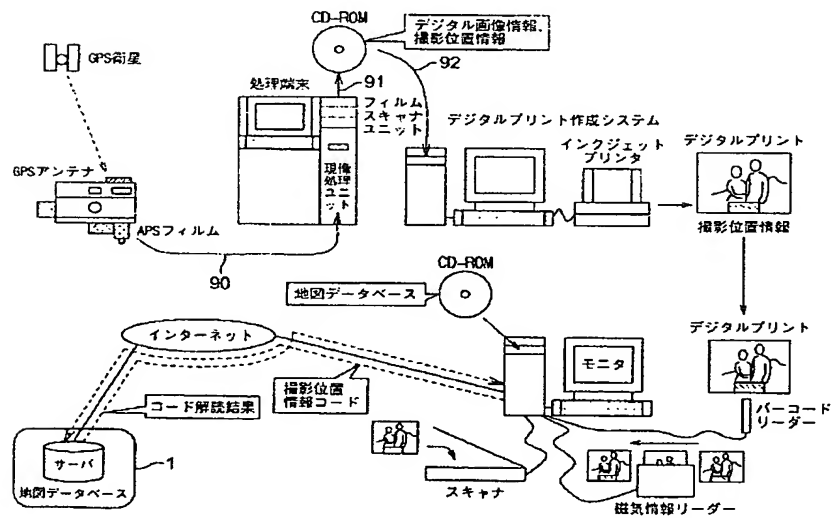 CD-ROM
デジタル画像情報、
撮影位置情報
GPS衛星
91
92
処理端末
フィルム
スキャナ
ユニット
デジタルプリント作成システム
インクジェット
プリンタ
デジタルプリント
GPSアンテナ
現像
処理
ユニ
ット
APSフィルム
撮影位置情報
90
CD-ROM
地図データベース
デジタルプリント
インターネット
モニタ
撮影位置
情報コード
コード解読結果
バーコード
リーダー
サーバ
1
地図データベース
スキャナ
磁気情報リーダー